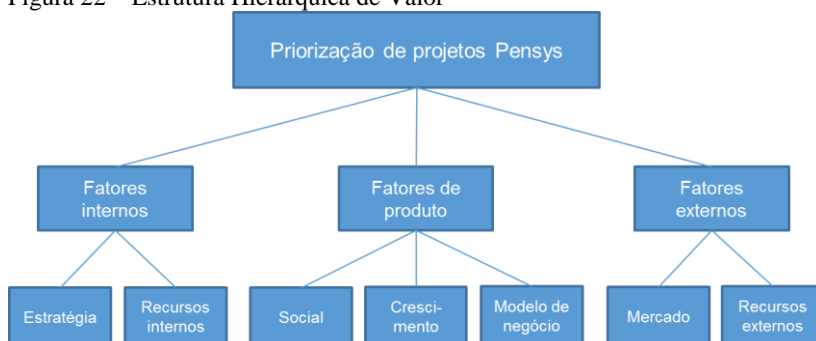 Figura 22 – Estrutura Hierárquica de Valor
Priorização de projetos Pensys
Fatores
internos
Fatores de
produto
Fatores
externos
Estratégia
Recursos
internos
Social
Cresci-
mento
Modelo de
negócio
Mercado
Recursos
externos